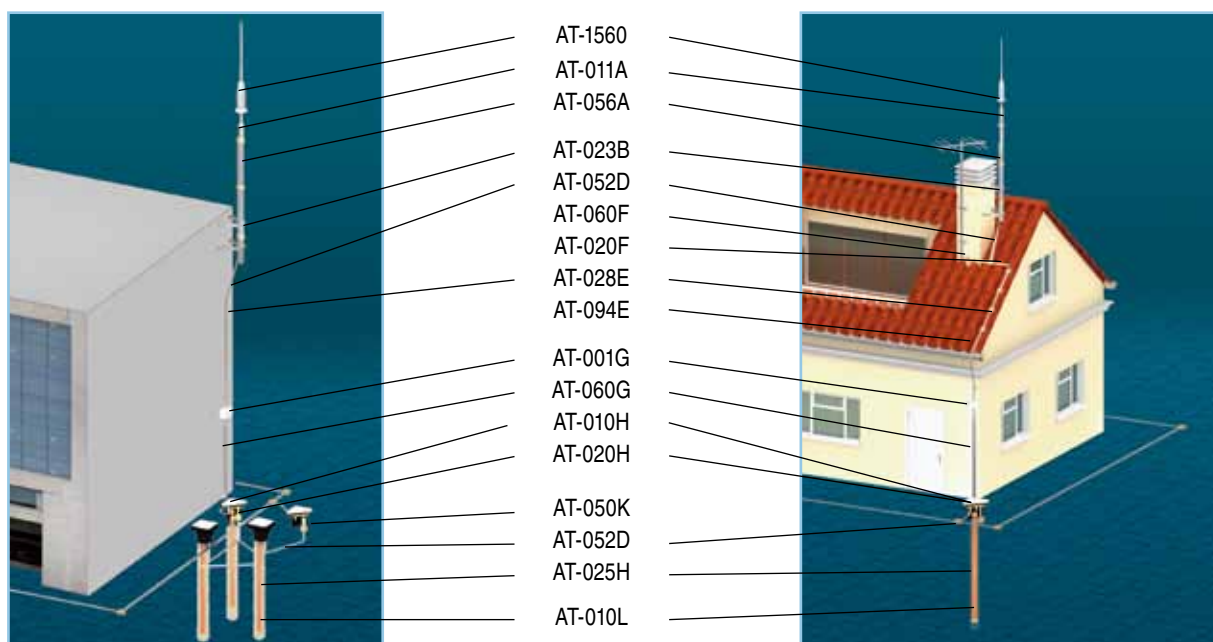 AT-1560
AT-011A
AT-056A
AT-023B
AT-052D
AT-060F
AT-020F
AT-028E
AT-094E
AT-001G
AT-060G
AT-010H
AT-020H
AT-050K
AT-052D
AT-025H
AT-010L